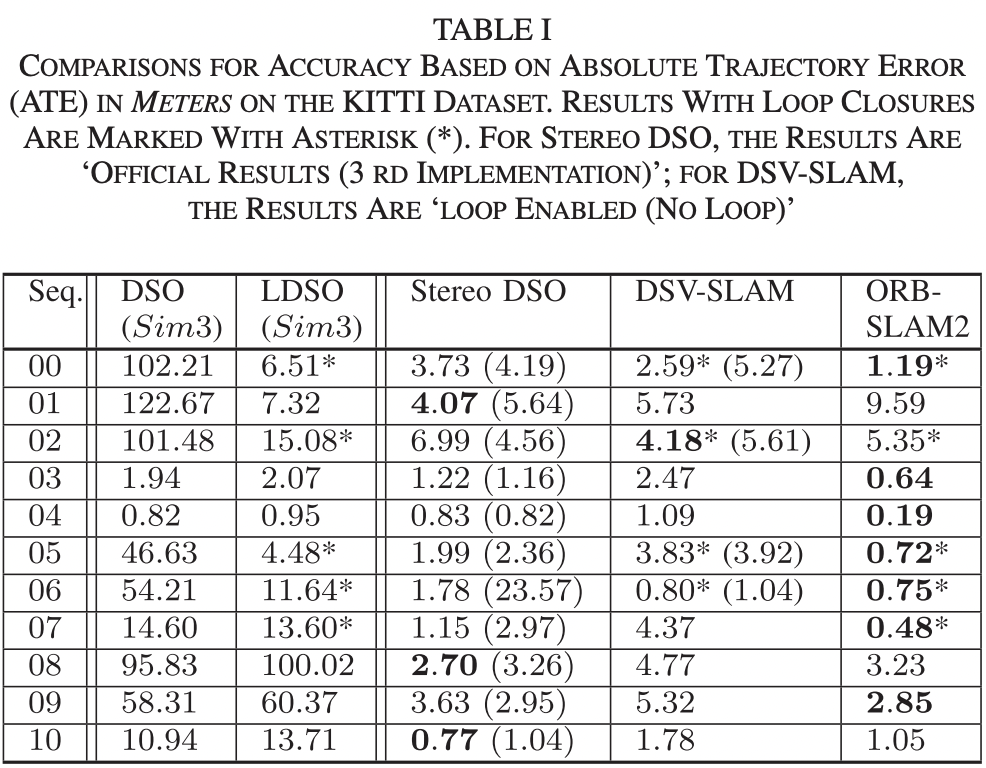 TABLE I
COMPARISONS FOR ACCURACY BASED ON ABSOLUTE TRAJECTORY ERROR
(ATE) IN METERS ON THE KITTI DATASET. RESULTS WITH LOOP CLOSURES
ARE MARKED WITH ASTERISK (*). FOR STEREO DSO, THE RESULTS ARE
‘OFFICIAL RESULTS (3 RD IMPLEMENTATION)’; FOR DSV-SLAM,
THE RESULTS ARE ‘LOOP ENABLED (NO LOOP)’
Seq. DSO LDSO Stereo DSO DSV-SLAM ORB-
(Sim3) (Sim3) SLAM2
00 102.21 6.51* 3.73 (4.19) 2.59* (5.27) 1.19*
01 122.67 7.32 4.07 (5.64) 5.73 9.59
02 101.48 15.08* 6.99 (4.56) 4.18* (5.61) 5.35*
03 1.94 2.07 1.22 (1.16) 2.47 0.64
04 0.82 0.95 0.83 (0.82) 1.09 0.19
05 46.63 4.48* 1.99 (2.36) 3.83* (3.92) 0.72*
06 54.21 11.64* 1.78 (23.57) 0.80* (1.04) 0.75*
07 14.60 13.60* 1.15 (2.97) 4.37 0.48*
08 95.83 100.02 2.70 (3.26) 4.77 3.23
09 58.31 60.37 3.63 (2.95) 5.32 2.85
10 10.94 13.71 0.77 (1.04) 1.78 1.05